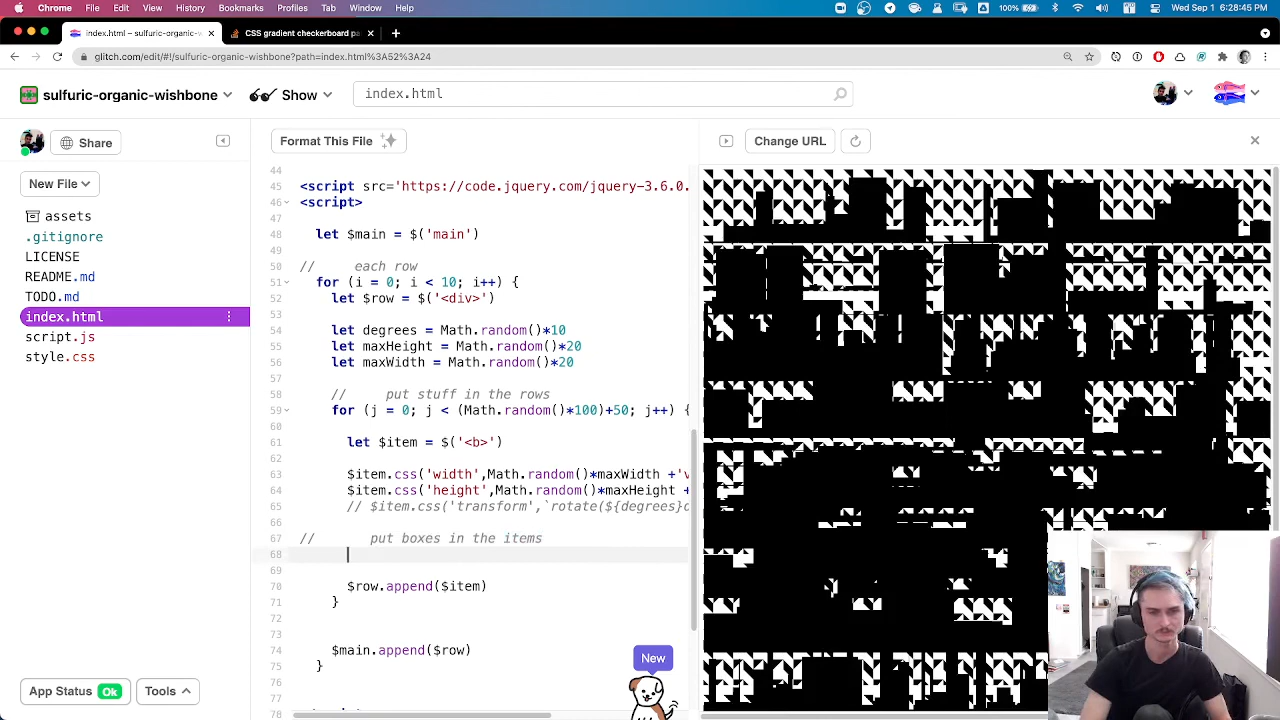 Chrome File Edit View History Bookmarks Profiles Tab Window Help 100% Wed Sep 1 6:28:45 PM
index.html – sulfuric-organic-w
CSS gradient checkerboard pa
glitch.com/edit/#!/sulfuric-organic-wishbone?path=index.html%3A52%3A24
sulfuric-organic-wishbone
Show
index.html
Share
Format This File
Change URL
New File
assets
.gitignore
LICENSE
README.md
TODO.md
index.html
script.js
style.css
App Status Ok
Tools
44
45 <script src='https://code.jquery.com/jquery-3.6.0.
46 <script>
47
48 let $main = $('main')
49
50 // each row
51 for (i = 0; i < 10; i++) {
52 let $row = $('<div>')
53
54 let degrees = Math.random()*10
55 let maxHeight = Math.random()*20
56 let maxWidth = Math.random()*20
57
58 // put stuff in the rows
59 for (j = 0; j < (Math.random()*100)+50; j++) {
60
61 let $item = $('<b>')
62
63 $item.css('width',Math.random()*maxWidth +'v
64 $item.css('height',Math.random()*maxHeight +
65 // $item.css('transform',`rotate(${degrees}d
66
67 // put boxes in the items
68
69
70 $row.append($item)
71 }
72
73
74 $main.append($row)
75 }
76
77
78
New